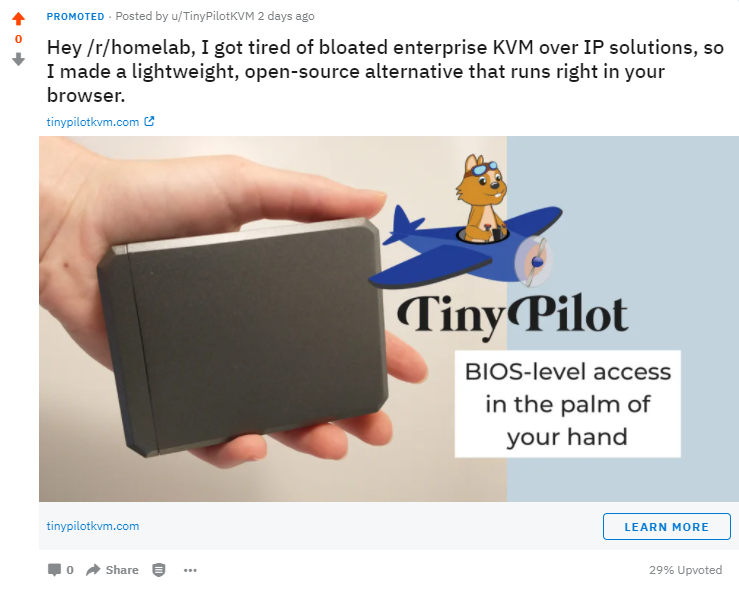 PROMOTED · Posted by u/TinyPilotKVM 2 days ago
0
Hey /r/homelab, I got tired of bloated enterprise KVM over IP solutions, so
I made a lightweight, open-source alternative that runs right in your
browser.
tinypilotkvm.com
TinyPilot
BIOS-level access
in the palm of
your hand
tinypilotkvm.com
LEARN MORE
0 Share ··· 29% Upvoted